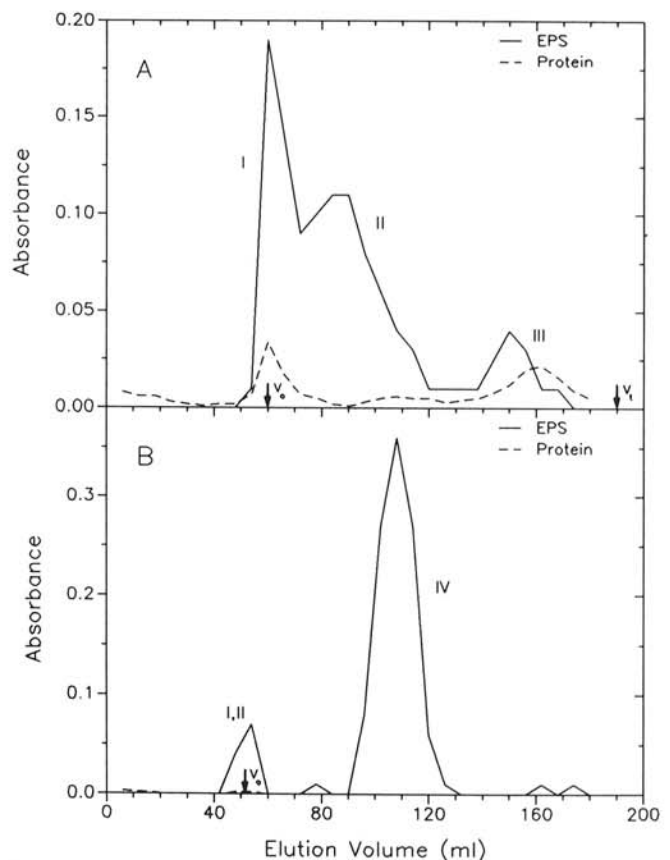 0.20
EPS
Protein
A
0.15
I
Absorbance
0.10
II
0.05
III
V₀
Vₜ
0.00
EPS
Protein
B
0.3
Absorbance
0.2
IV
0.1
I,II
V₀
0.0
0 40 80 120 160 200
Elution Volume (ml)